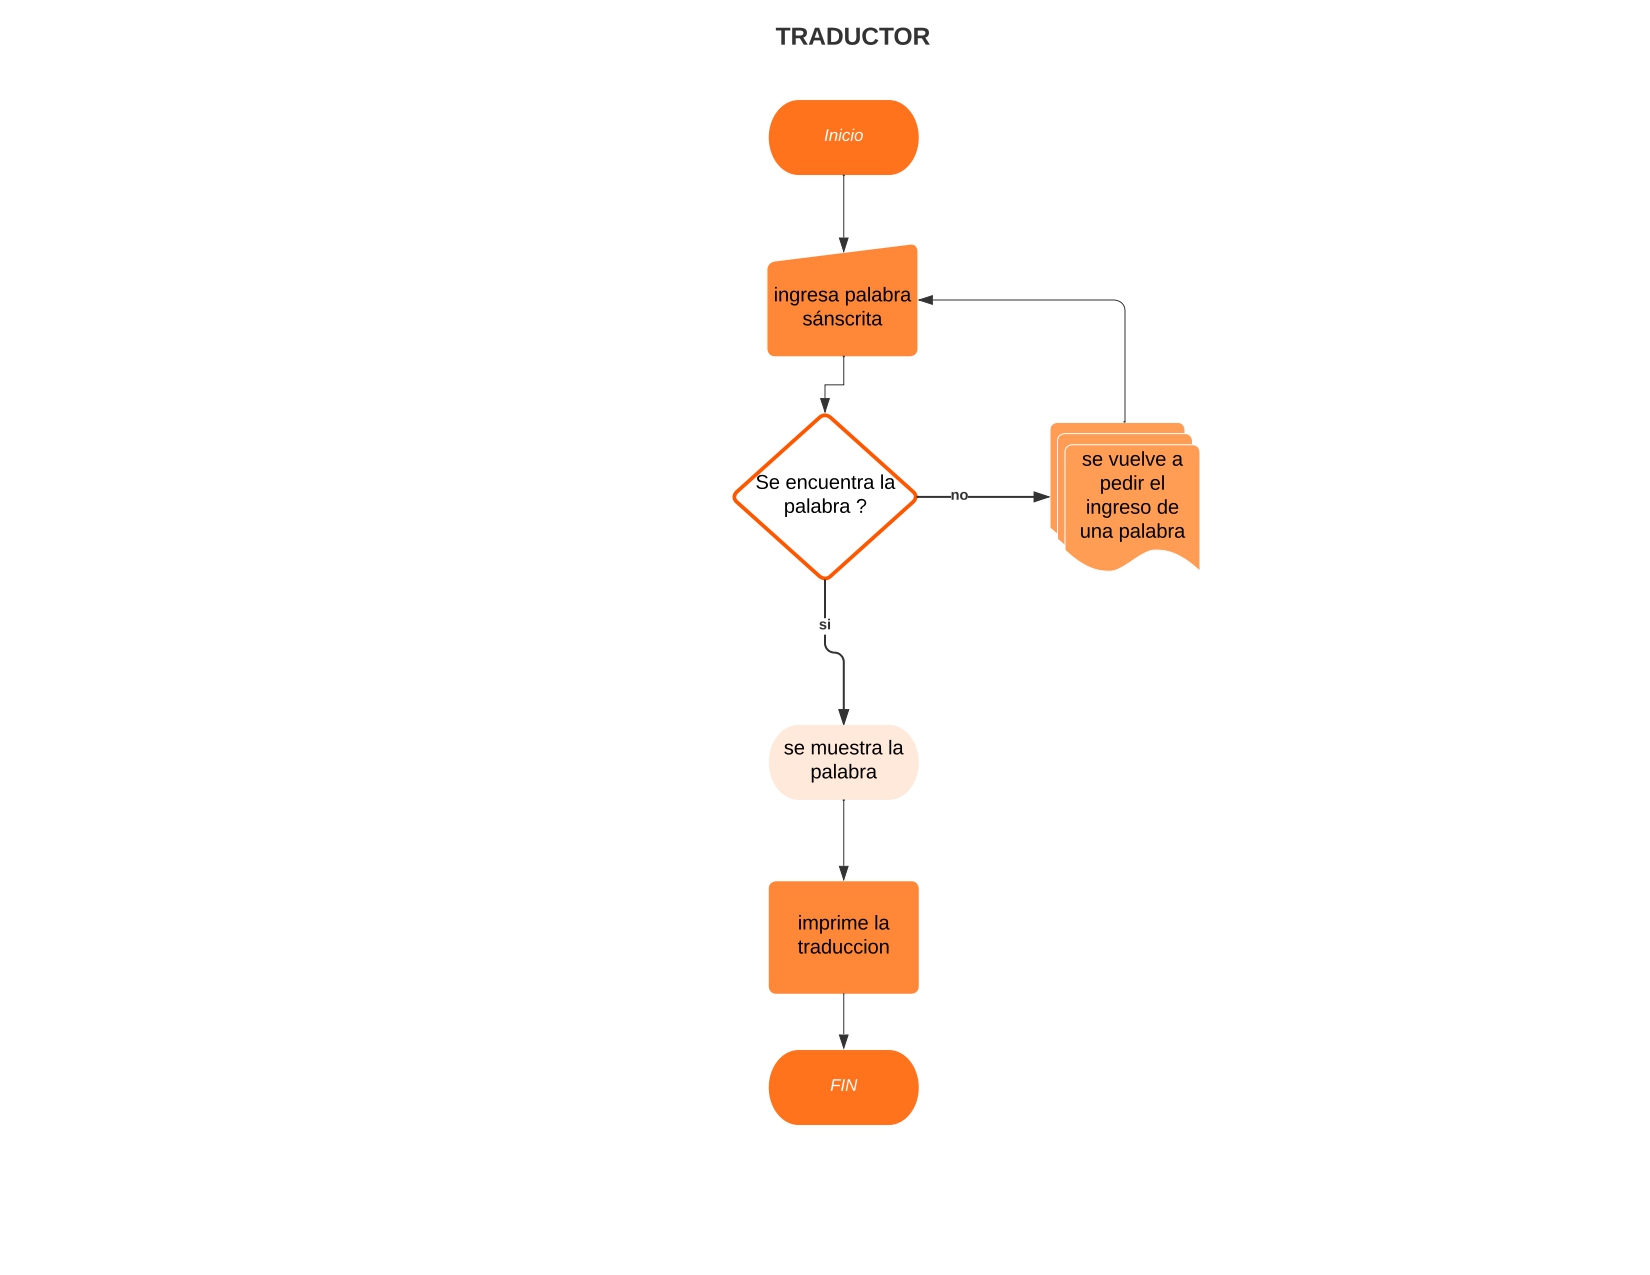 TRADUCTOR
Inicio
ingresa palabra
sánscrita
Se encuentra la
palabra ?
no
se vuelve a
pedir el
ingreso de
una palabra
si
se muestra la
palabra
imprime la
traduccion
FIN